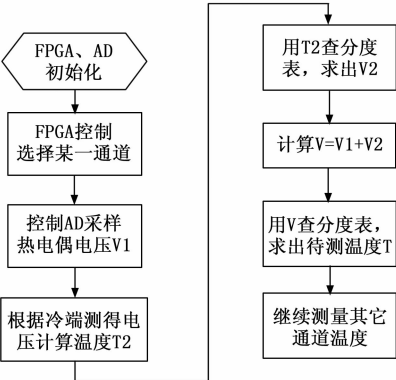 FPGA、AD
初始化
FPGA控制
选择某一通道
控制AD采样
热电偶电压V1
根据冷端测得电
压计算温度T2
用T2查分度
表，求出V2
计算V=V1+V2
用V查分度表，
求出待测温度T
继续测量其它
通道温度